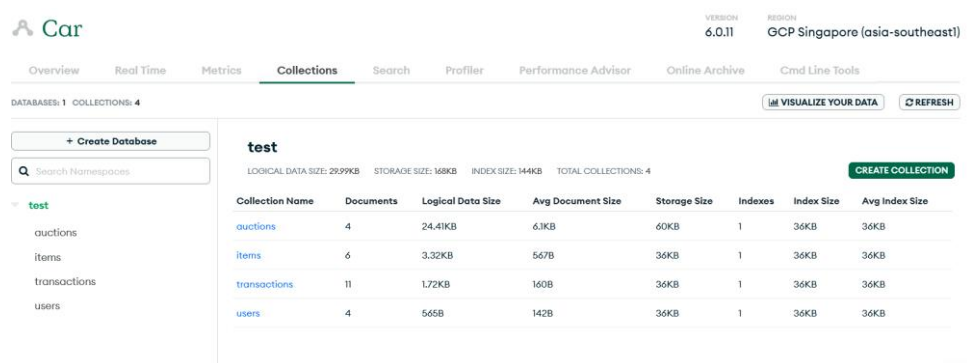 Car
VERSION
REGION
6.0.11
GCP Singapore (asia-southeast1)
Overview Real Time Metrics Collections Search Profiler Performance Advisor Online Archive Cmd Line Tools
DATABASES: 1 COLLECTIONS: 4
VISUALIZE YOUR DATA
REFRESH
+ Create Database
Search Namespaces
test
auctions
items
transactions
users
test
LOGICAL DATA SIZE: 29.99KB STORAGE SIZE: 168KB INDEX SIZE: 144KB TOTAL COLLECTIONS: 4
CREATE COLLECTION
Collection Name Documents Logical Data Size Avg Document Size Storage Size Indexes Index Size Avg Index Size
auctions 4 24.41KB 6.1KB 60KB 1 36KB 36KB
items 6 3.32KB 567B 36KB 1 36KB 36KB
transactions 11 1.72KB 160B 36KB 1 36KB 36KB
users 4 565B 142B 36KB 1 36KB 36KB